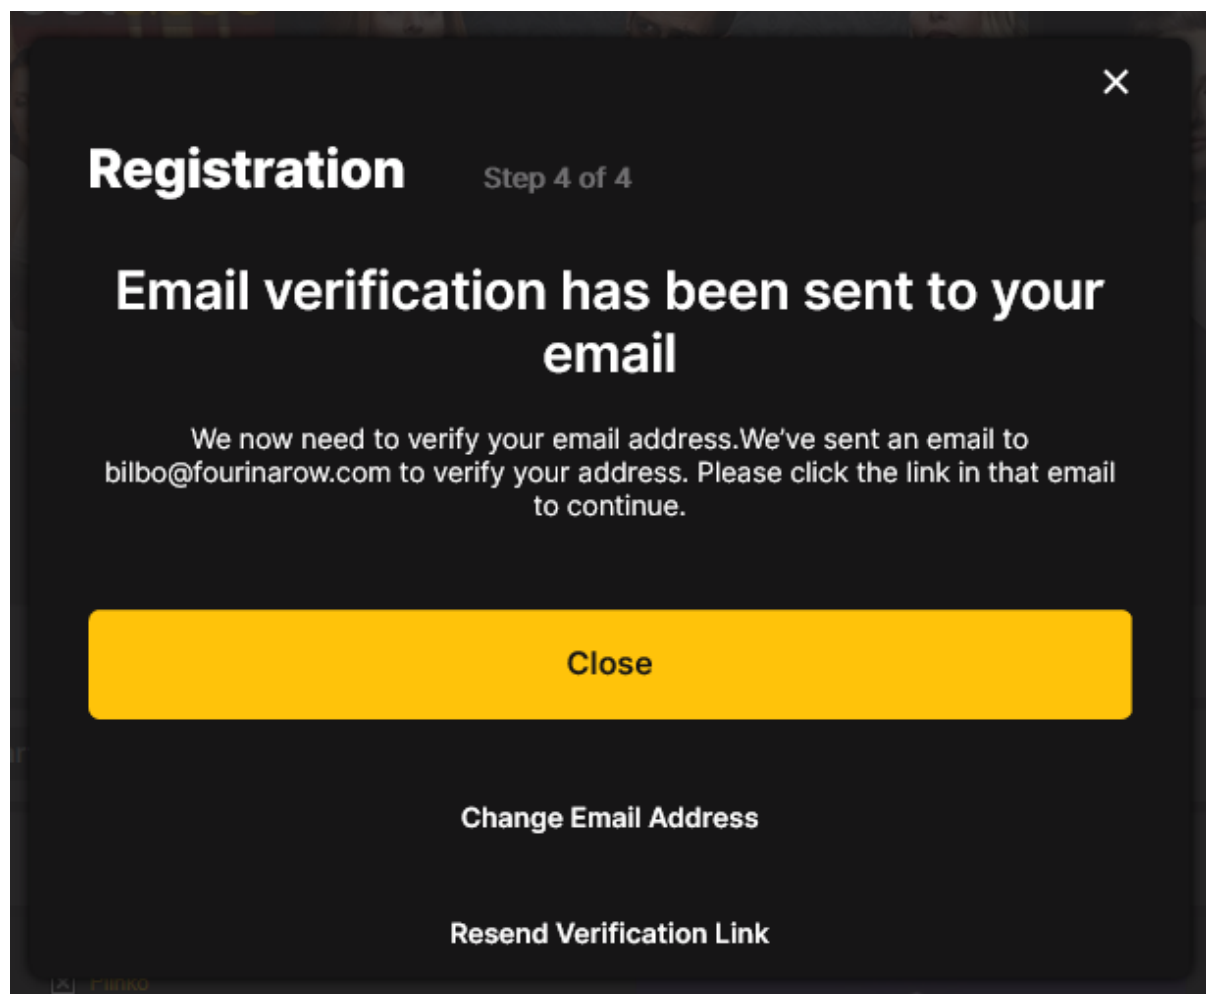 Registration
Step 4 of 4
Email verification has been sent to your
email
We now need to verify your email address.We've sent an email to
bilbo@fourinarow.com to verify your address. Please click the link in that email
to continue.
Close
Change Email Address
Resend Verification Link
Plinko